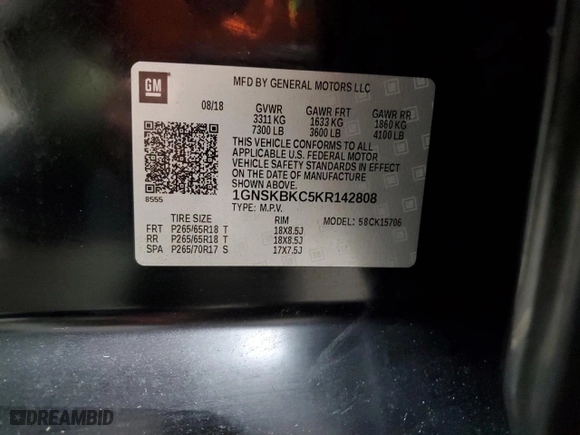 GM
MFD BY GENERAL MOTORS LLC
08/18 GVWR GAWR FRT GAWR RR
3311 KG 1633 KG 1860 KG
7300 LB 3600 LB 4100 LB
THIS VEHICLE CONFORMS TO ALL
APPLICABLE U.S. FEDERAL MOTOR
VEHICLE SAFETY STANDARDS IN EFFECT
ON THE DATE OF MANUFACTURE
SHOWN ABOVE.
8555 1GNSKBKC5KR142808
TYPE: M.P.V.
TIRE SIZE RIM MODEL: 58CK15706
FRT P265/65R18 T 18X8.5J
RR P265/65R18 T 18X8.5J
SPA P265/70R17 S 17X7.5J
DREAMBID